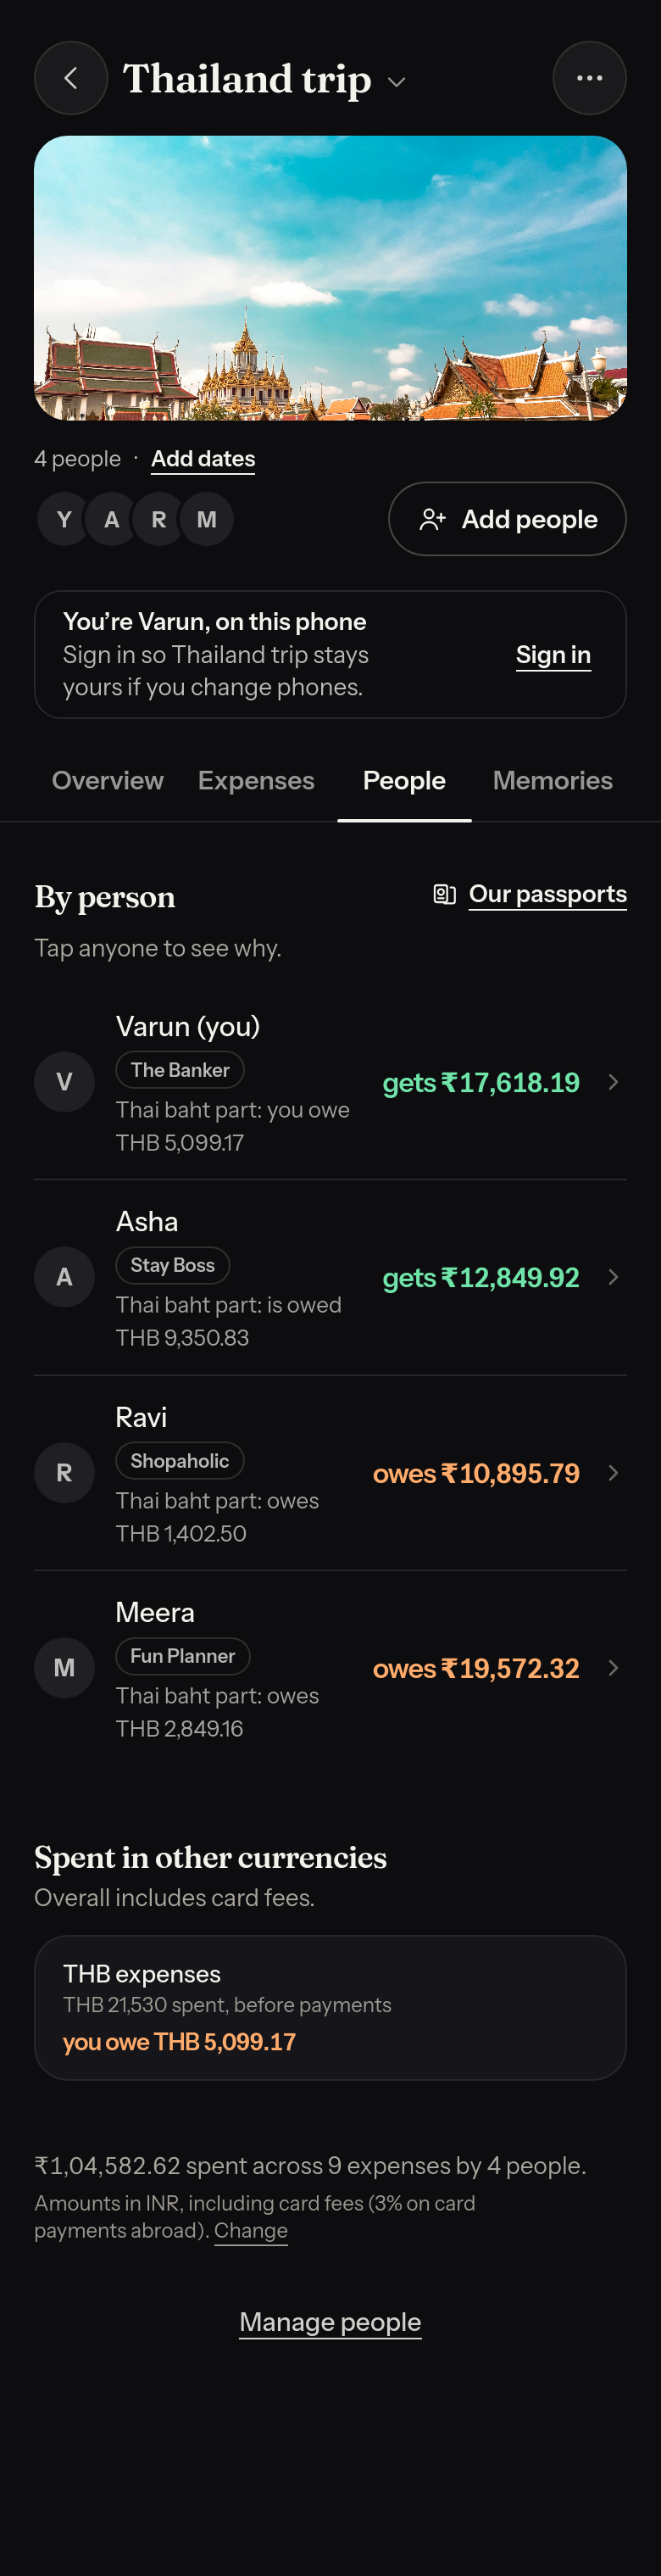 Thailand trip
4 people · Add dates
Y A R M
Add people
You’re Varun, on this phone
Sign in so Thailand trip stays
yours if you change phones.
Sign in
Overview Expenses People Memories
By person
Our passports
Tap anyone to see why.
V
Varun (you)
The Banker
Thai baht part: you owe
THB 5,099.17
gets ₹17,618.19
A
Asha
Stay Boss
Thai baht part: is owed
THB 9,350.83
gets ₹12,849.92
R
Ravi
Shopaholic
Thai baht part: owes
THB 1,402.50
owes ₹10,895.79
M
Meera
Fun Planner
Thai baht part: owes
THB 2,849.16
owes ₹19,572.32
Spent in other currencies
Overall includes card fees.
THB expenses
THB 21,530 spent, before payments
you owe THB 5,099.17
₹1,04,582.62 spent across 9 expenses by 4 people.
Amounts in INR, including card fees (3% on card
payments abroad). Change
Manage people